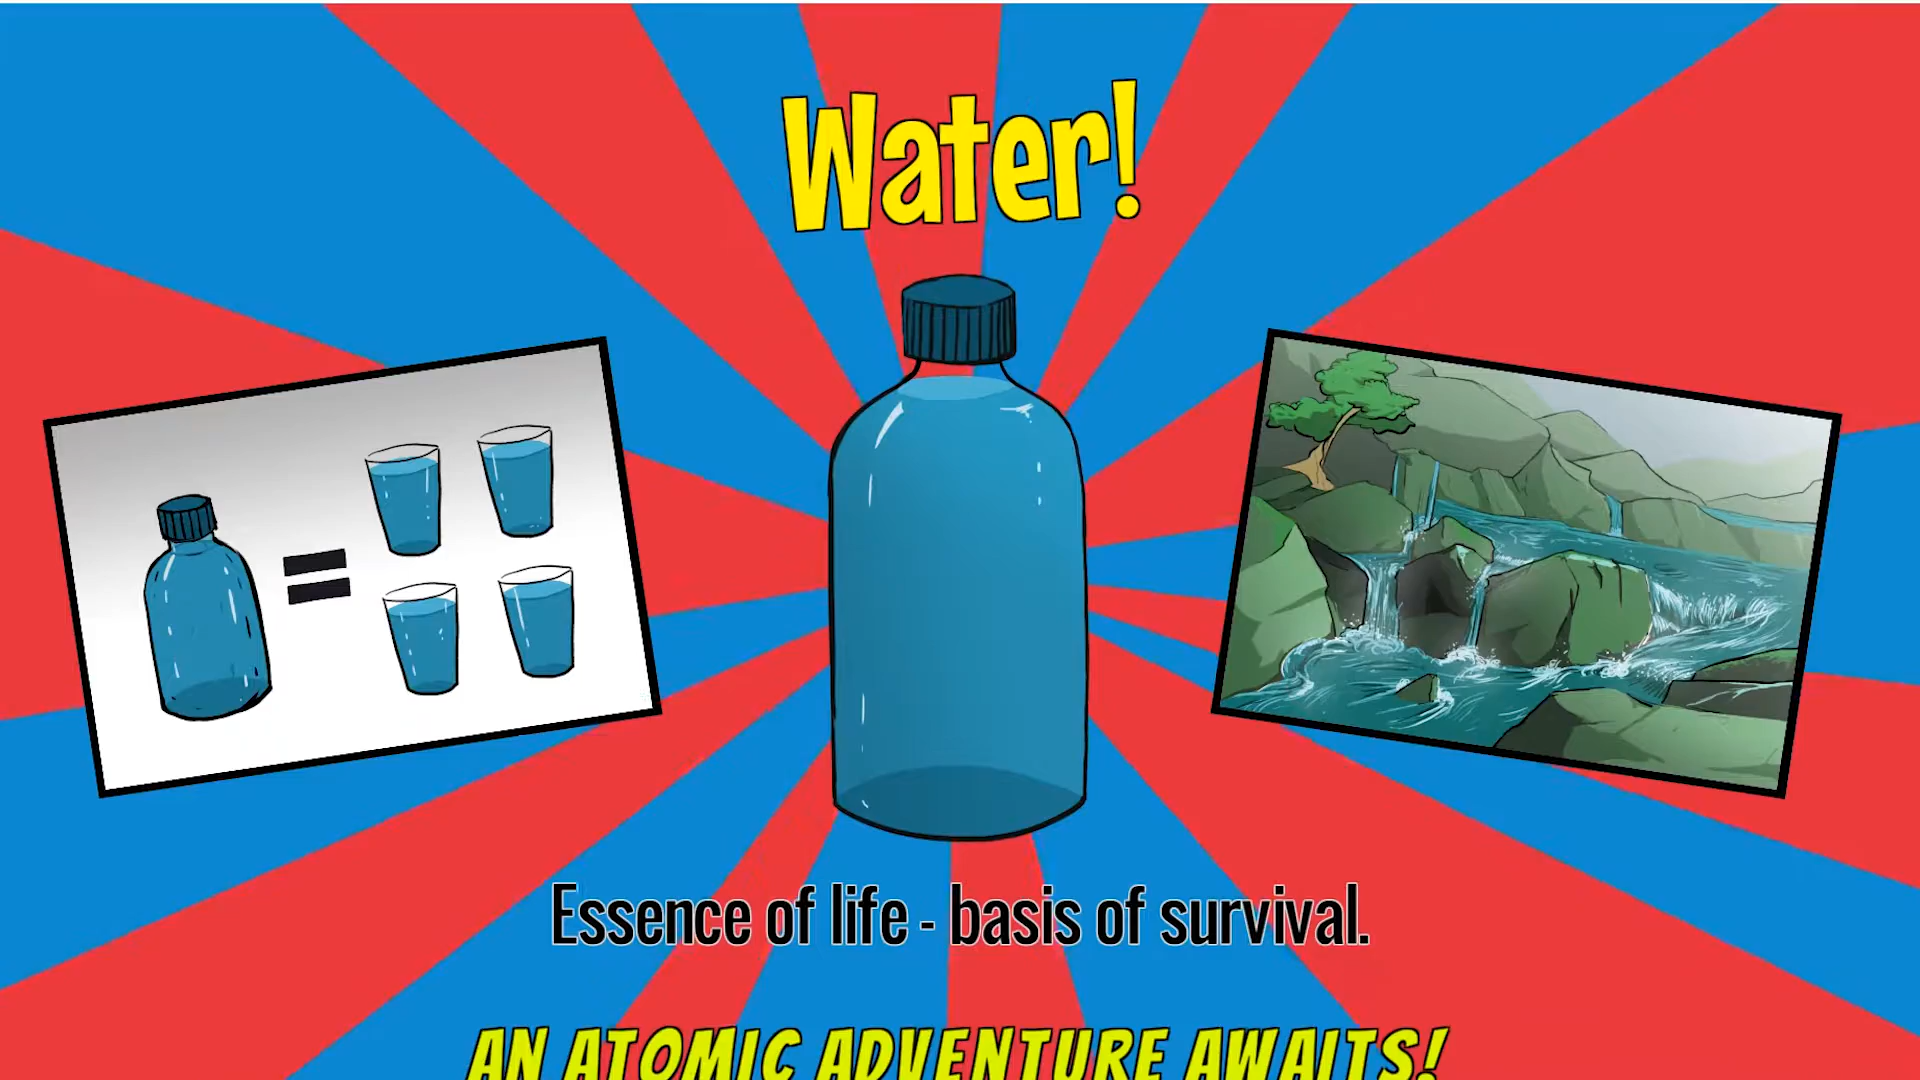 Water!
Essence of life - basis of survival.
AN ATOMIC ADVENTURE AWAITS!